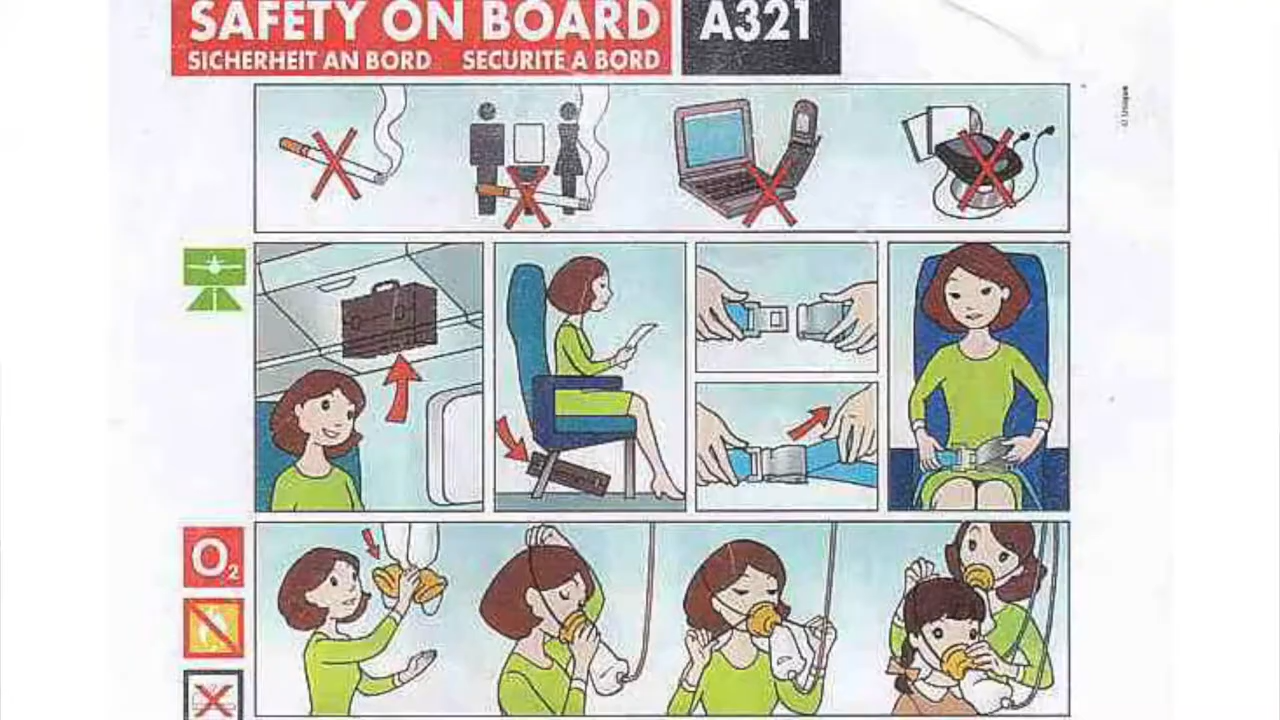 SAFETY ON BOARD
A321
SICHERHEIT AN BORD SECURITE A BORD
O2